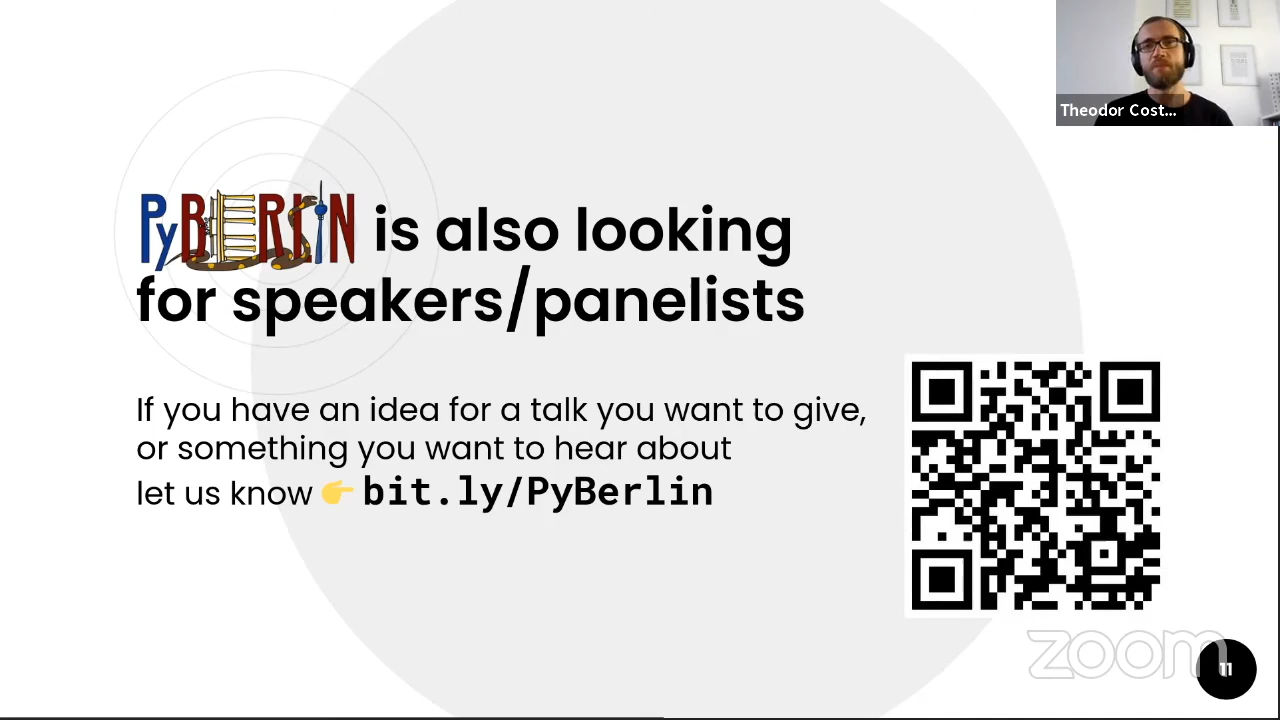 Theodor Cost...
PyBERLIN is also looking
for speakers/panelists
If you have an idea for a talk you want to give,
or something you want to hear about
let us know 👉 bit.ly/PyBerlin
zoom
11